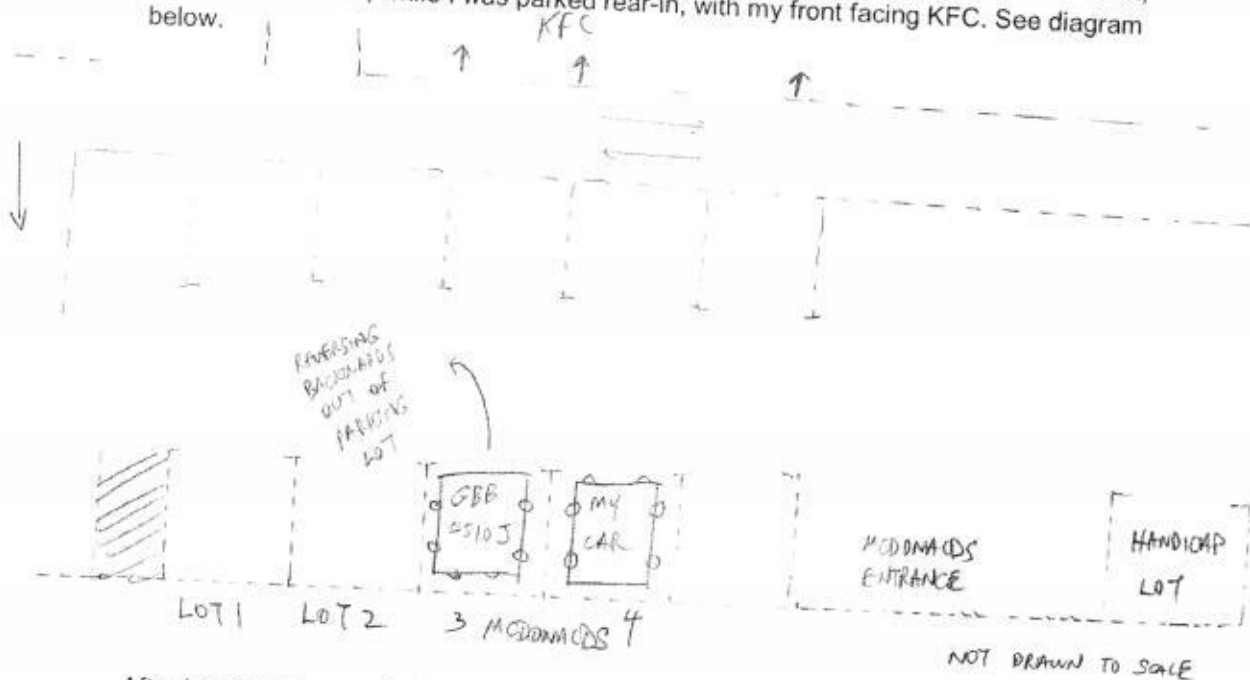 was parked rear-in, with my front facing KFC. See diagram
below.
KFC
REVERSING
BACKWARDS
OUT OF
PARKING
LOT
GBB
MY
CAR
MCDONALDS
ENTRANCE
HANDICAP
LOT
LOT 1 LOT 2 3 MCDONALDS 4
NOT DRAWN TO SCALE